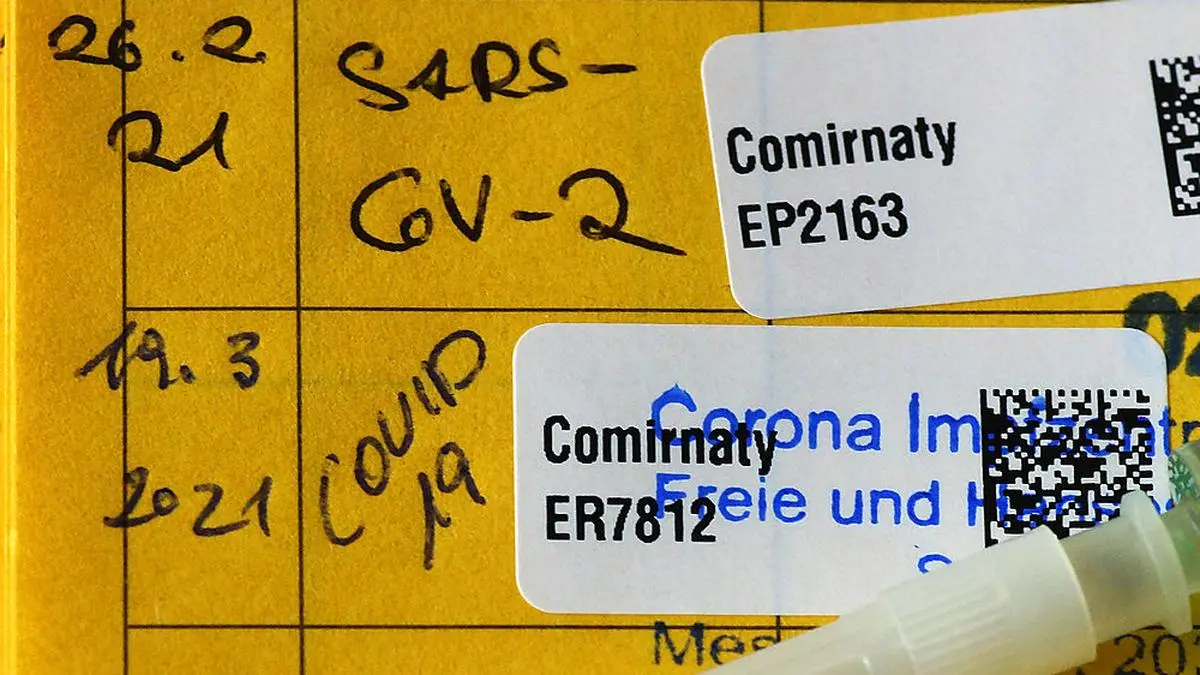 26.2.
21
SARS-
CoV-2
Comirnaty
EP2163
19.3
2021
COVID
19
Comirnaty
ER7812
Corona
Freie und